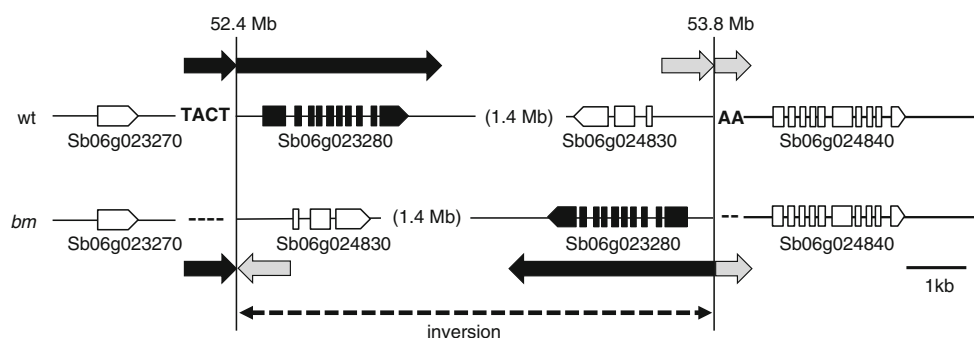 52.4 Mb 53.8 Mb
wt TACT (1.4 Mb) AA
Sb06g023270 Sb06g023280 Sb06g024830 Sb06g024840
bm ---- (1.4 Mb) --
Sb06g023270 Sb06g024830 Sb06g023280 Sb06g024840
1kb
inversion